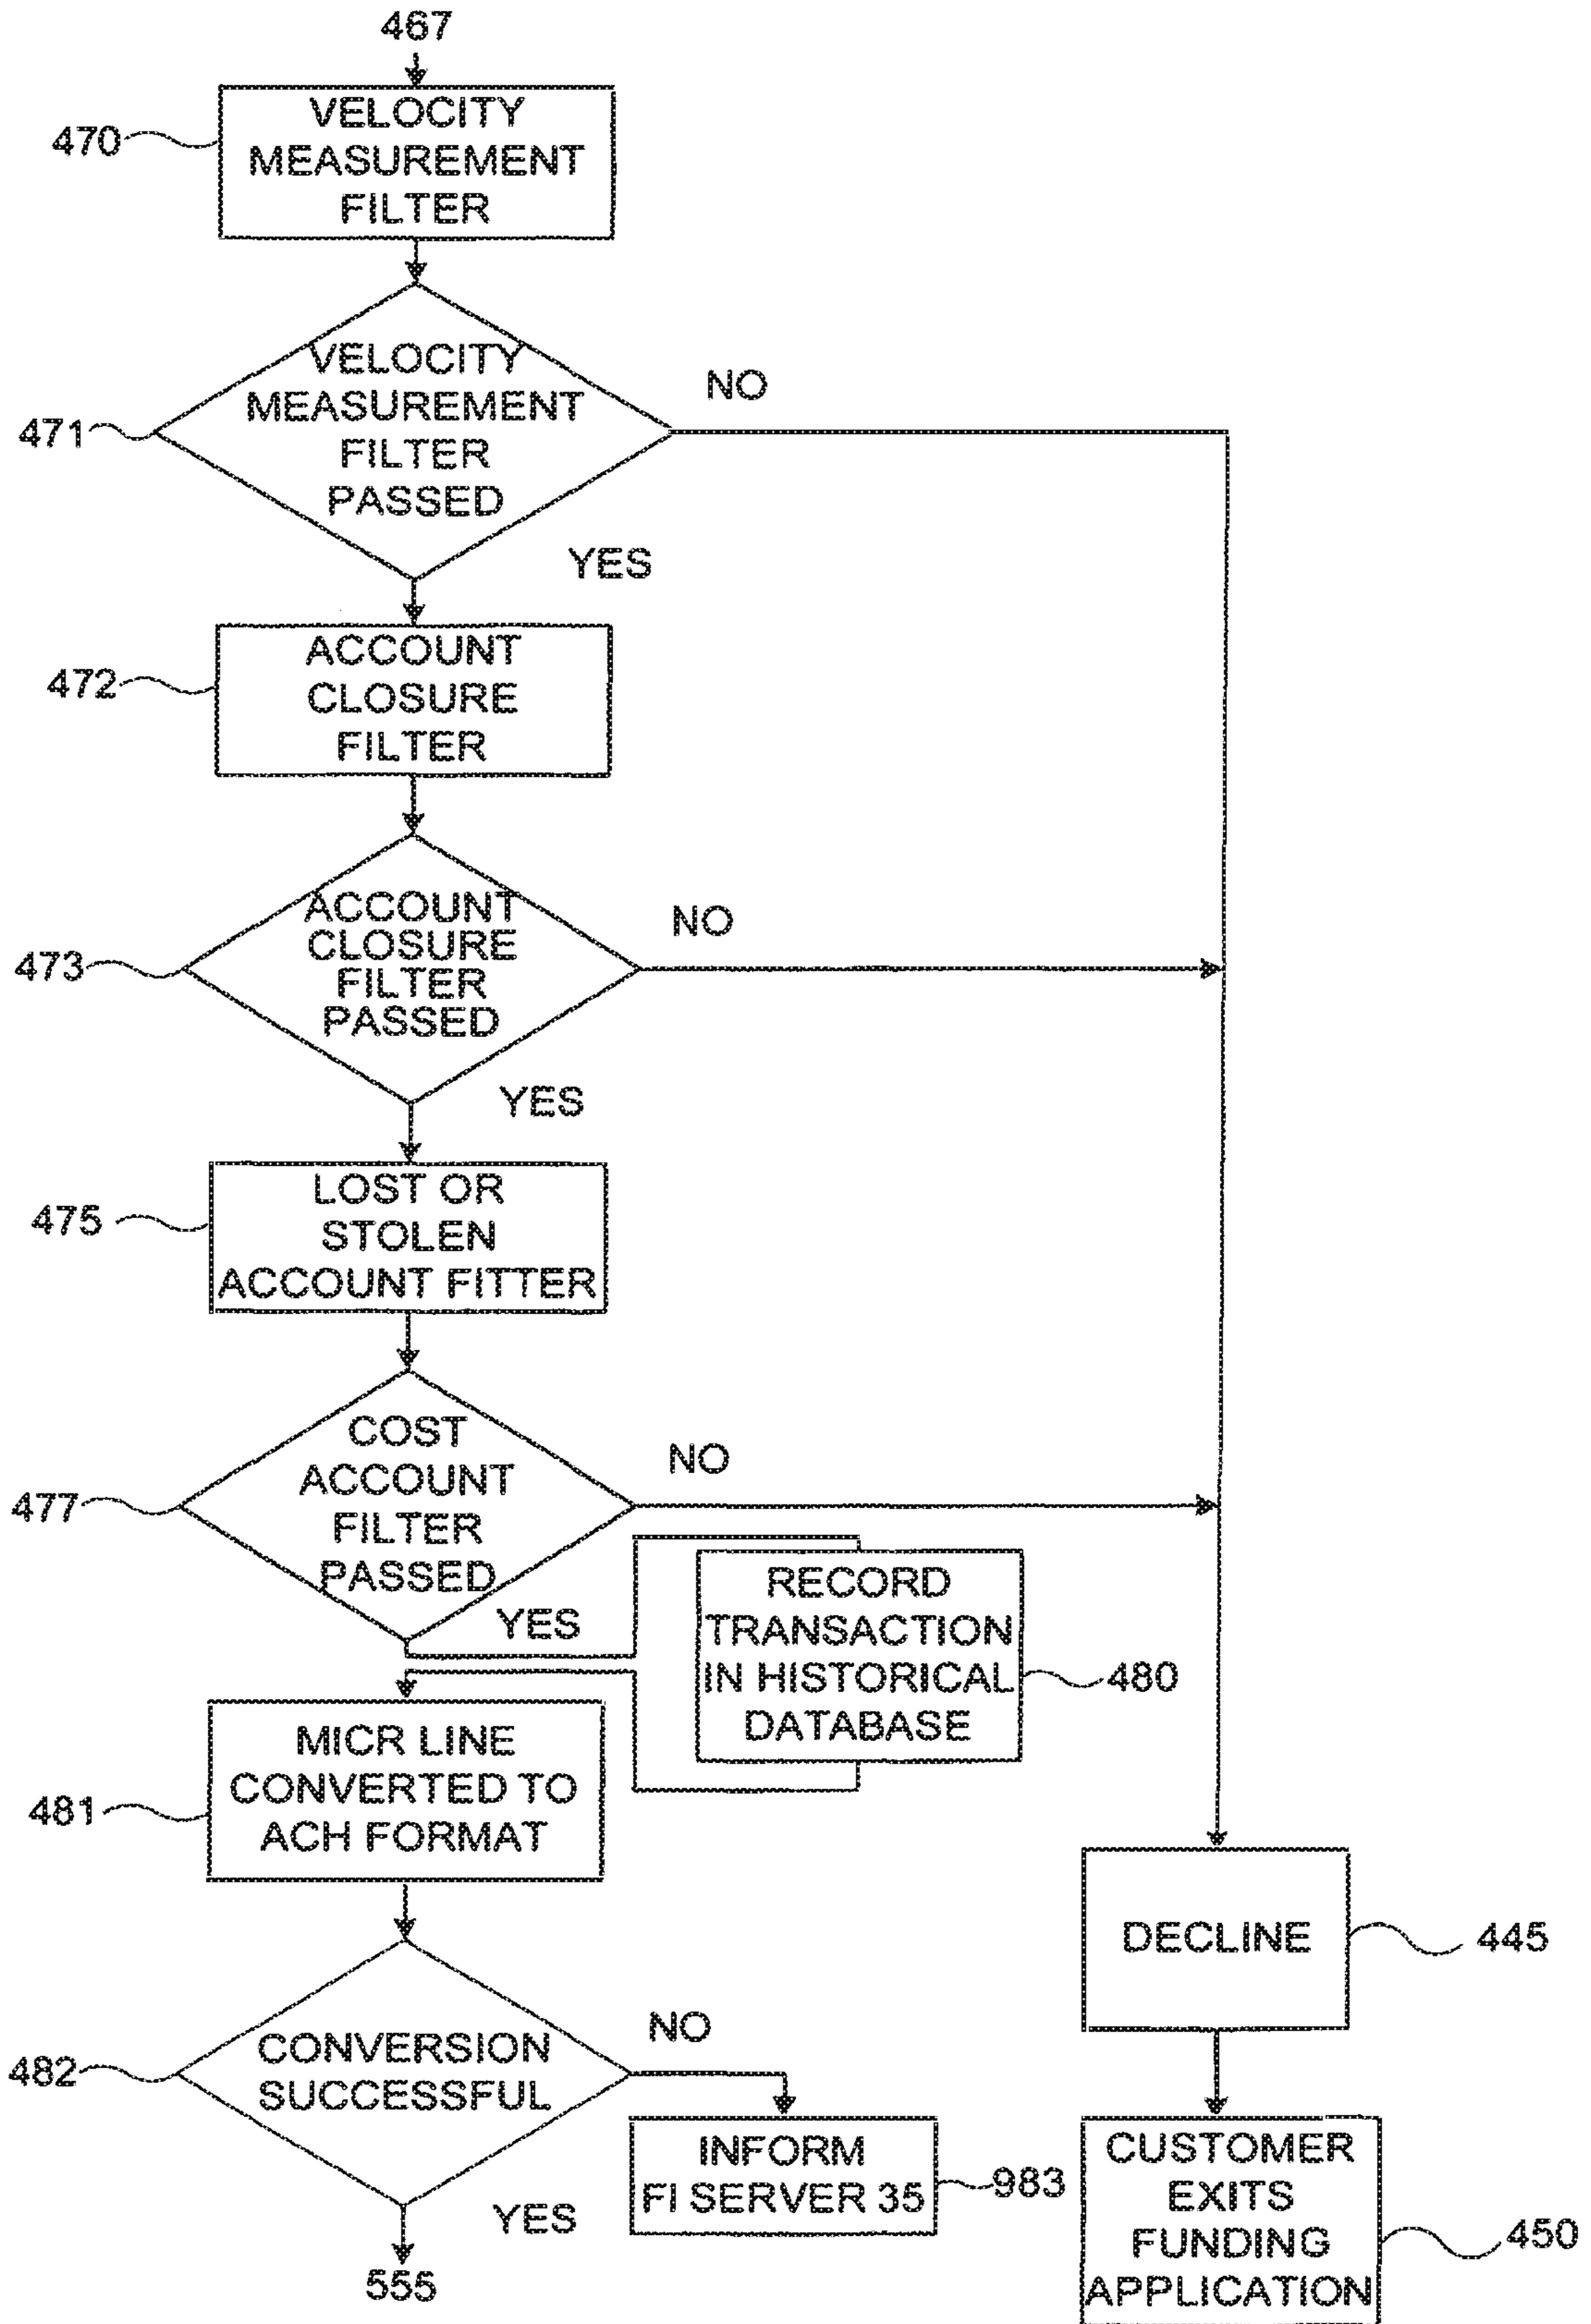 467
470
VELOCITY
MEASUREMENT
FILTER
471
VELOCITY
MEASUREMENT
FILTER
PASSED
NO
YES
472
ACCOUNT
CLOSURE
FILTER
473
ACCOUNT
CLOSURE
FILTER
PASSED
NO
YES
475
LOST OR
STOLEN
ACCOUNT FITTER
477
COST
ACCOUNT
FILTER
PASSED
NO
YES
RECORD
TRANSACTION
IN HISTORICAL
DATABASE
480
481
MICR LINE
CONVERTED TO
ACH FORMAT
DECLINE
445
482
CONVERSION
SUCCESSFUL
NO
YES
INFORM
FI SERVER 35
983
CUSTOMER
EXITS
FUNDING
APPLICATION
450
555